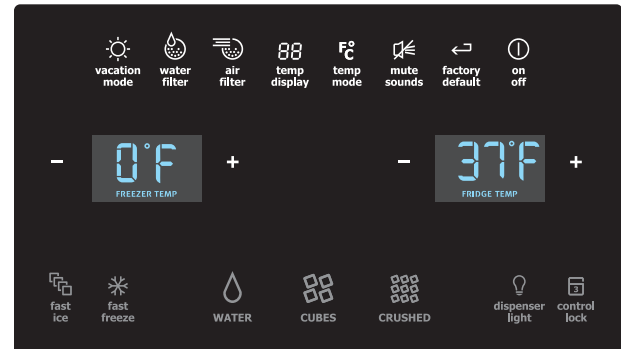 88 F°C
vacation mode
water filter
air filter
temp display
temp mode
mute sounds
factory default
on off
- 0°F +
FREEZER TEMP
- 37°F +
FRIDGE TEMP
3
fast ice
fast freeze
WATER
CUBES
CRUSHED
dispenser light
control lock